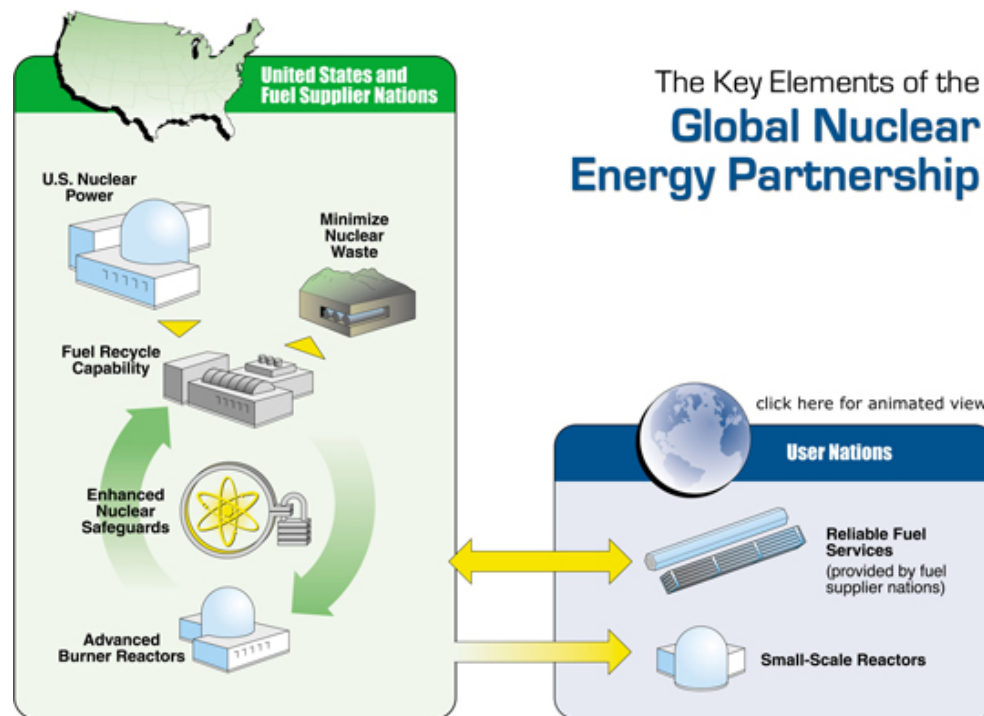 United States and
Fuel Supplier Nations
The Key Elements of the
Global Nuclear
Energy Partnership
U.S. Nuclear
Power
Minimize
Nuclear
Waste
Fuel Recycle
Capability
Enhanced
Nuclear
Safeguards
Advanced
Burner Reactors
click here for animated view
User Nations
Reliable Fuel
Services
(provided by fuel
supplier nations)
Small-Scale Reactors